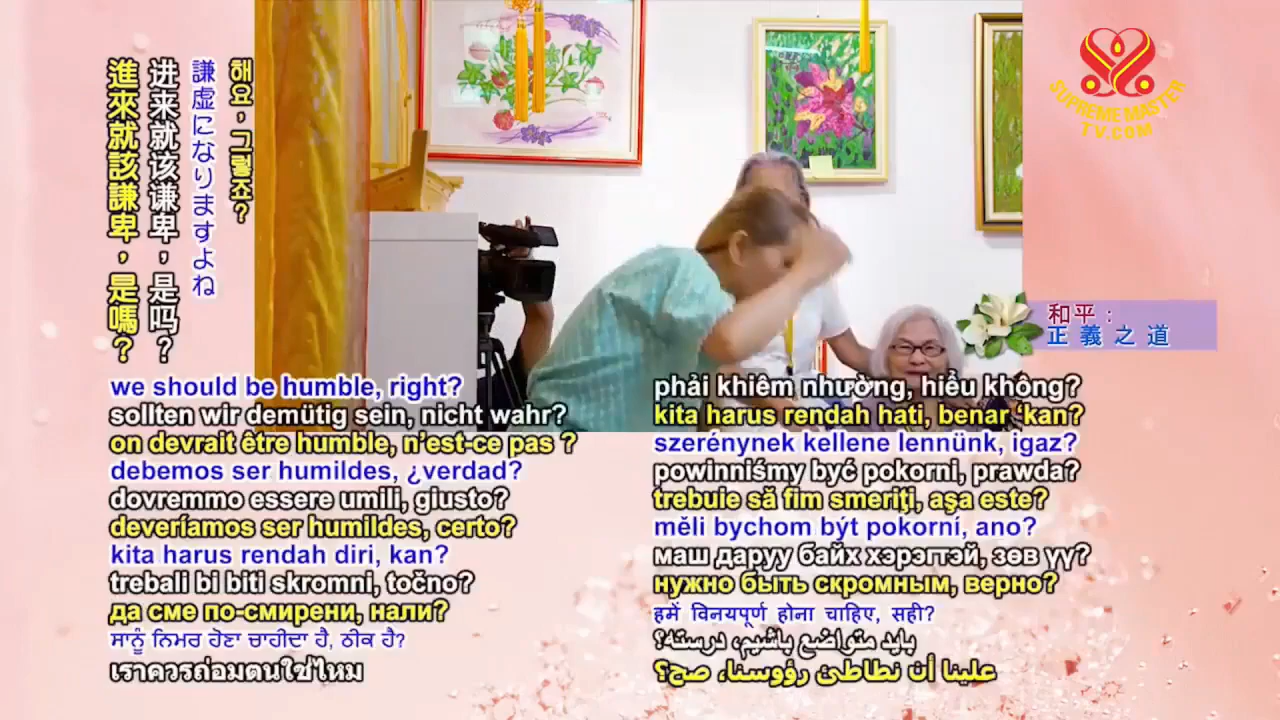 進來就該謙卑，是嗎？
进来就该谦卑，是吗？
謙虚になりますよね
해요，그렇죠？
SUPREME MASTER
TV.COM
和平：
正義之道
we should be humble, right?
sollten wir demütig sein, nicht wahr?
on devrait être humble, n’est-ce pas ?
debemos ser humildes, ¿verdad?
dovremmo essere umili, giusto?
deveríamos ser humildes, certo?
kita harus rendah diri, kan?
trebali bi biti skromni, točno?
да сме по-смирени, нали?
ਸਾਨੂੰ ਨਿਮਰ ਹੋਣਾ ਚਾਹੀਦਾ ਹੈ, ਠੀਕ ਹੈ?
เราควรถ่อมตนใช่ไหม
phải khiêm nhường, hiểu không?
kita harus rendah hati, benar ‘kan?
szerénynek kellene lennünk, igaz?
powinniśmy być pokorni, prawda?
trebuie să fim smeriţi, aşa este?
měli bychom být pokorní, ano?
маш даруу байх хэрэгтэй, зөв үү?
нужно быть скромным, верно?
हमें विनयपूर्ण होना चाहिए, सही?
باید متواضع باشیم، درسته؟
علينا أن نطاطئ رؤوسنا، صح؟